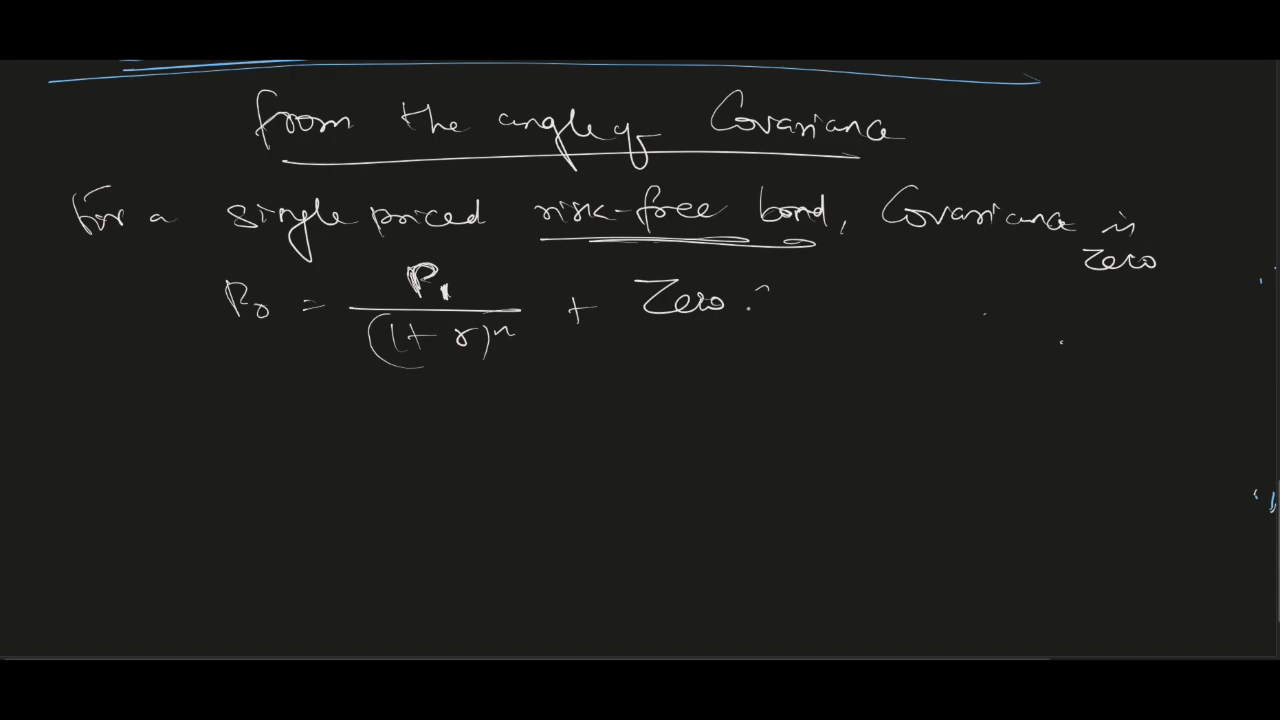 from the angle of Covariance
For a single priced risk-free bond, Covariance is zero
P₀ = P₁ / (1 + r)ⁿ + Zero.